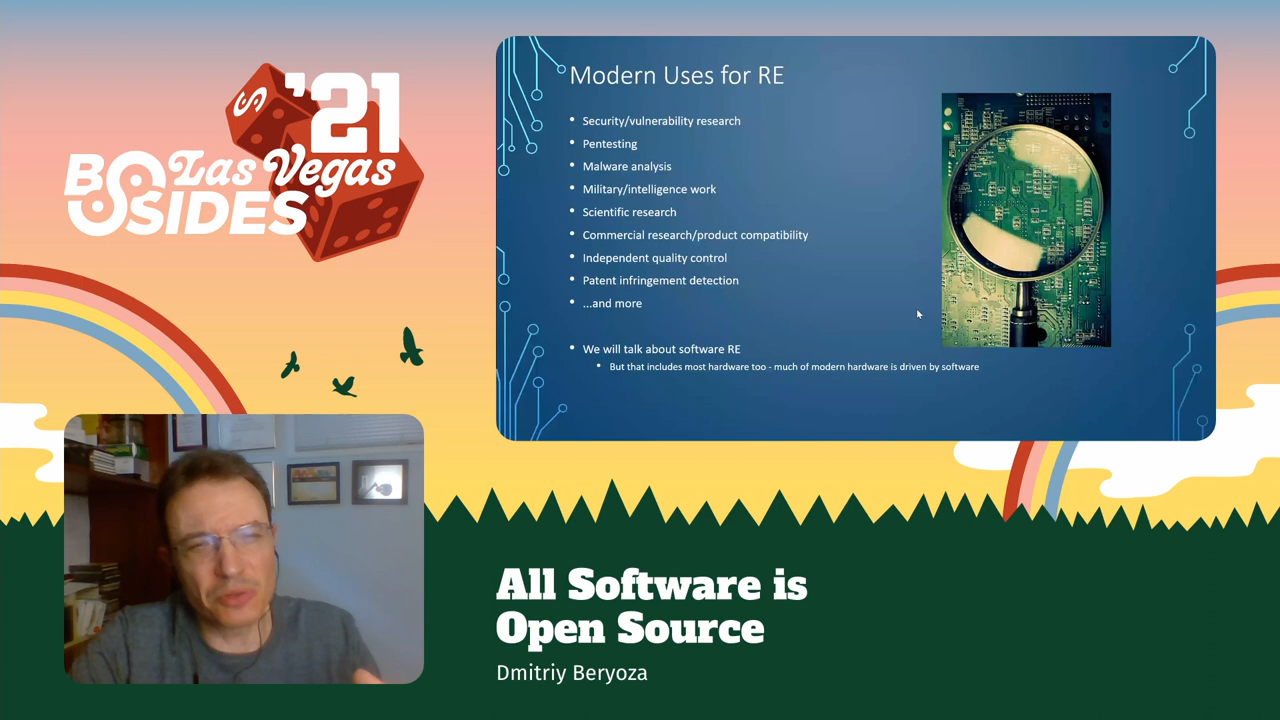 '21
BSIDES
Las Vegas
Modern Uses for RE
Security/vulnerability research
Pentesting
Malware analysis
Military/intelligence work
Scientific research
Commercial research/product compatibility
Independent quality control
Patent infringement detection
...and more
We will talk about software RE
But that includes most hardware too - much of modern hardware is driven by software
All Software is
Open Source
Dmitriy Beryoza